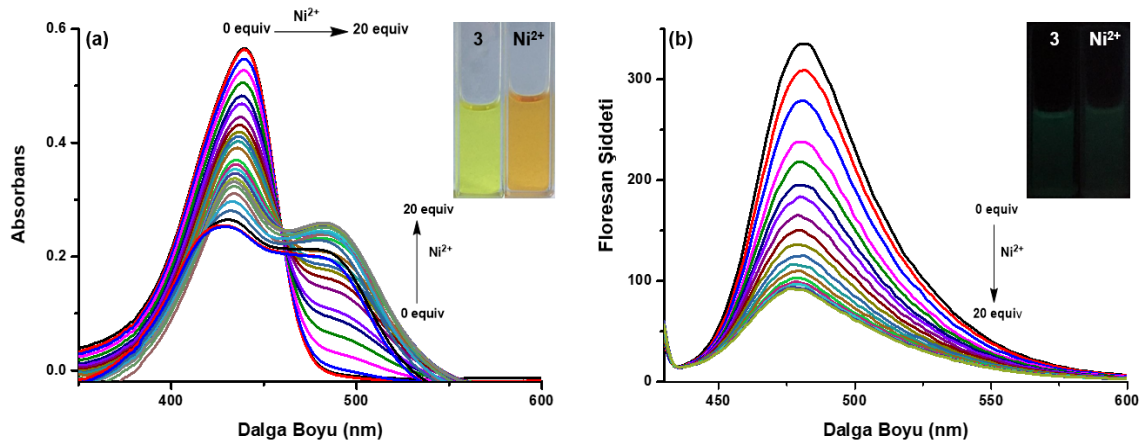 (a)
Ni²⁺
0 equiv
20 equiv
3
Ni²⁺
20 equiv
Ni²⁺
0 equiv
Absorbans
0.6
0.4
0.2
0.0
400
500
600
Dalga Boyu (nm)
(b)
3
Ni²⁺
0 equiv
Ni²⁺
20 equiv
Floresan Şiddeti
300
200
100
0
450
500
550
600
Dalga Boyu (nm)